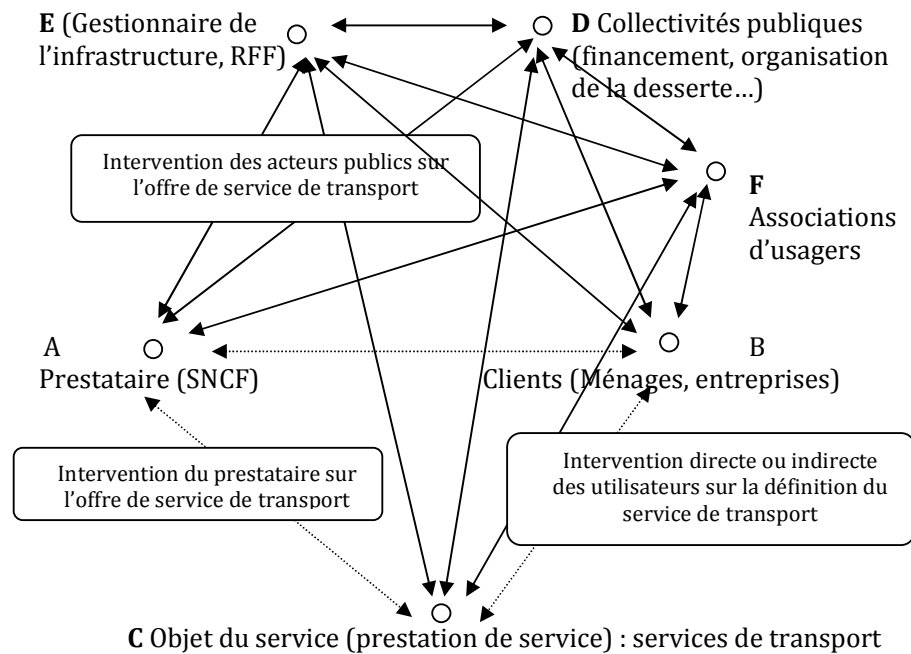 E (Gestionnaire de
l’infrastructure, RFF)
D Collectivités publiques
(financement, organisation
de la desserte…)
Intervention des acteurs publics sur
l’offre de service de transport
F
Associations
d’usagers
A
Prestataire (SNCF)
B
Clients (Ménages, entreprises)
Intervention du prestataire sur
l’offre de service de transport
Intervention directe ou indirecte
des utilisateurs sur la définition du
service de transport
C Objet du service (prestation de service) : services de transport